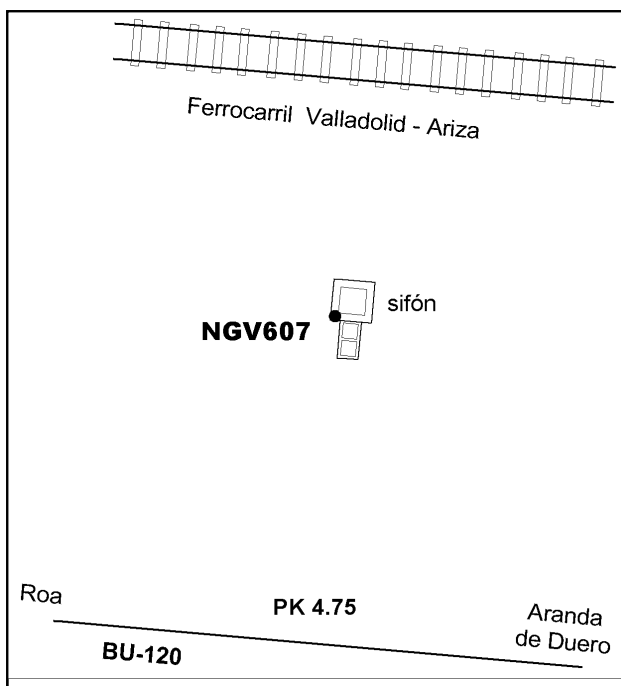 Ferrocarril Valladolid - Ariza
sifón
NGV607
Roa
PK 4.75
Aranda
de Duero
BU-120